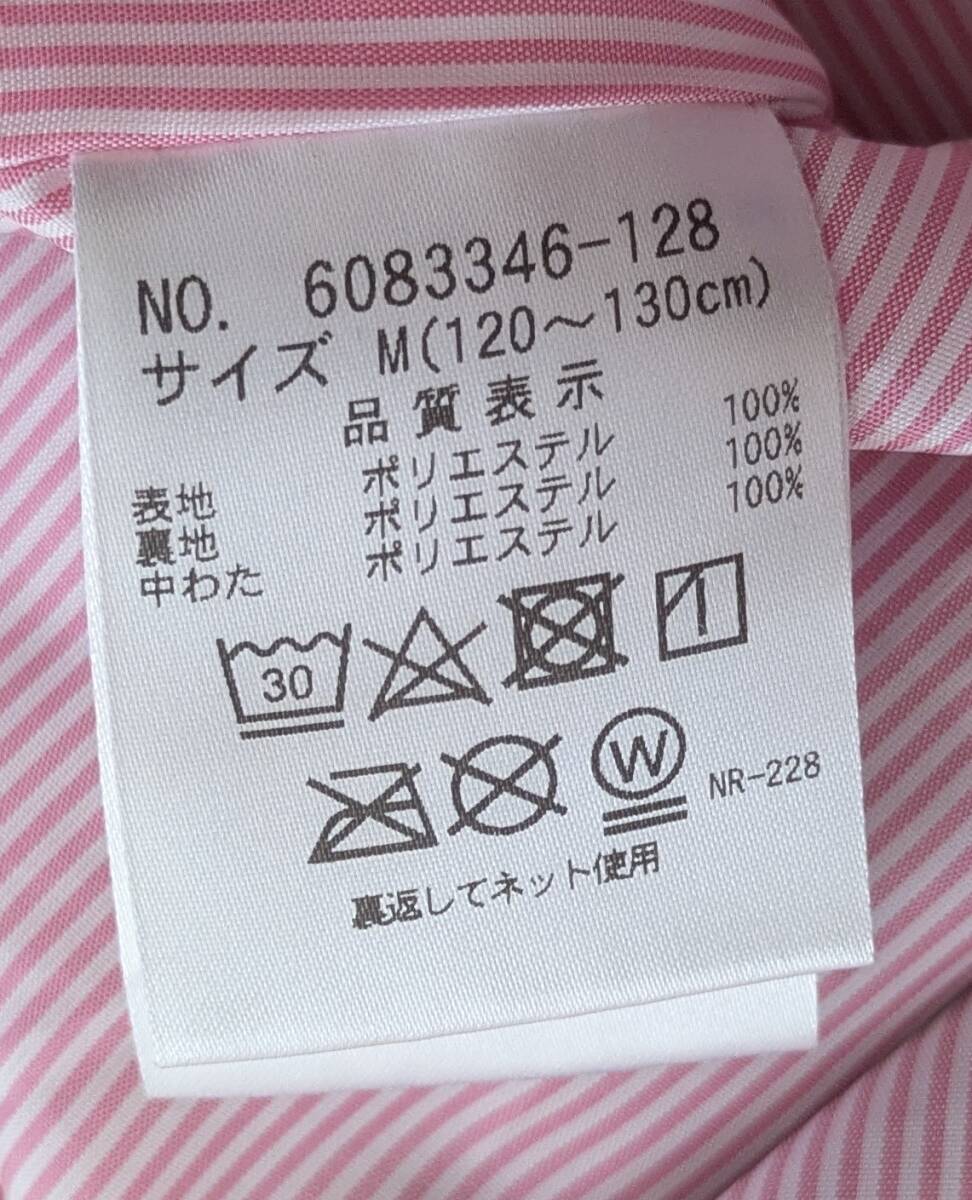 NO. 6083346-128
サイズ M(120～130cm)
品質表示
表地 ポリエステル 100%
裏地 ポリエステル 100%
中わた ポリエステル 100%
30
W NR-228
裏返してネット使用